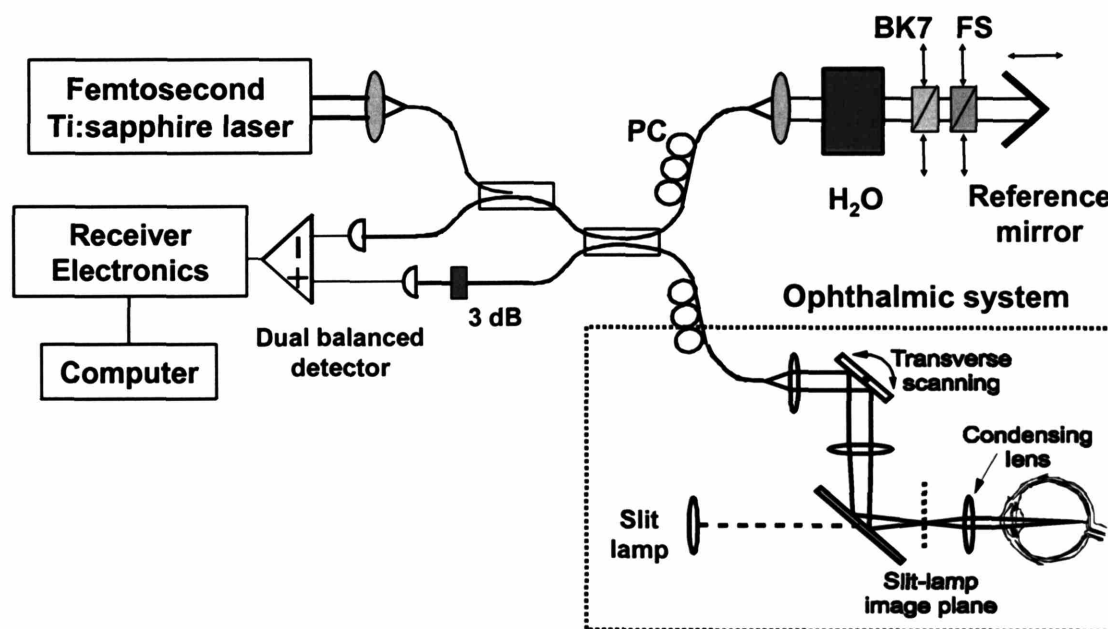 BK7 FS
Femtosecond
Ti:sapphire laser
PC
H₂O
Reference
mirror
Receiver
Electronics
−
+
3 dB
Dual balanced
detector
Computer
Ophthalmic system
Transverse
scanning
Condensing
lens
Slit
lamp
Slit-lamp
image plane